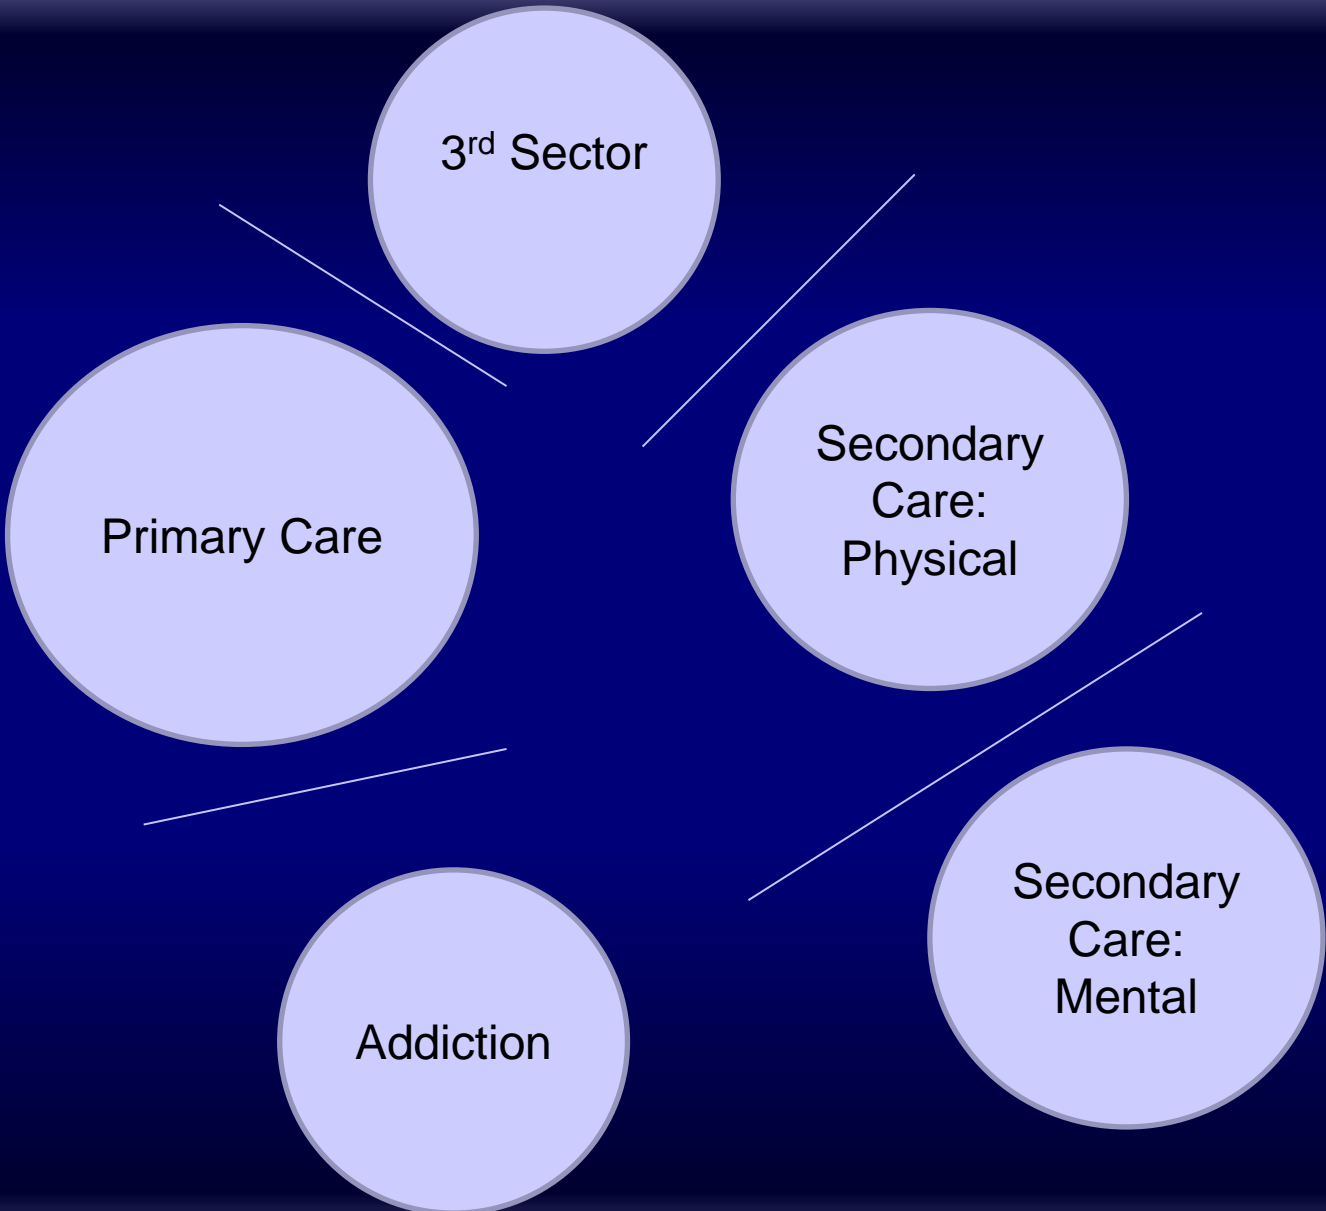 3rd Sector
Primary Care
Secondary
Care:
Physical
Secondary
Care:
Mental
Addiction